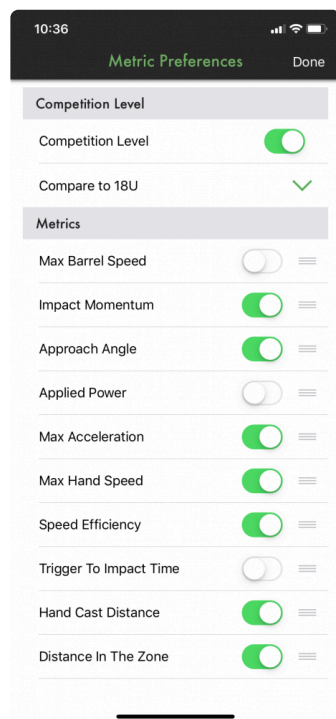 10:36
Metric Preferences Done
Competition Level
Competition Level
Compare to 18U
Metrics
Max Barrel Speed
Impact Momentum
Approach Angle
Applied Power
Max Acceleration
Max Hand Speed
Speed Efficiency
Trigger To Impact Time
Hand Cast Distance
Distance In The Zone